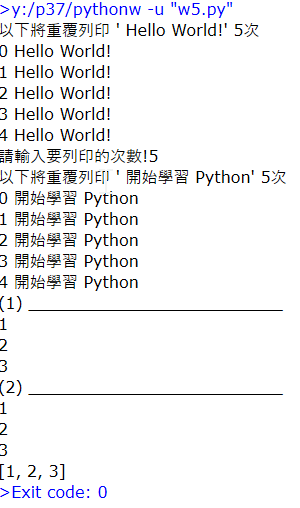 >y:/p37/pythonw -u "w5.py"
以下將重覆列印 ' Hello World!' 5次
0 Hello World!
1 Hello World!
2 Hello World!
3 Hello World!
4 Hello World!
請輸入要列印的次數!5
以下將重覆列印 ' 開始學習 Python' 5次
0 開始學習 Python
1 開始學習 Python
2 開始學習 Python
3 開始學習 Python
4 開始學習 Python
(1) ______________________________
1
2
3
(2) ______________________________
1
2
3
[1, 2, 3]
>Exit code: 0